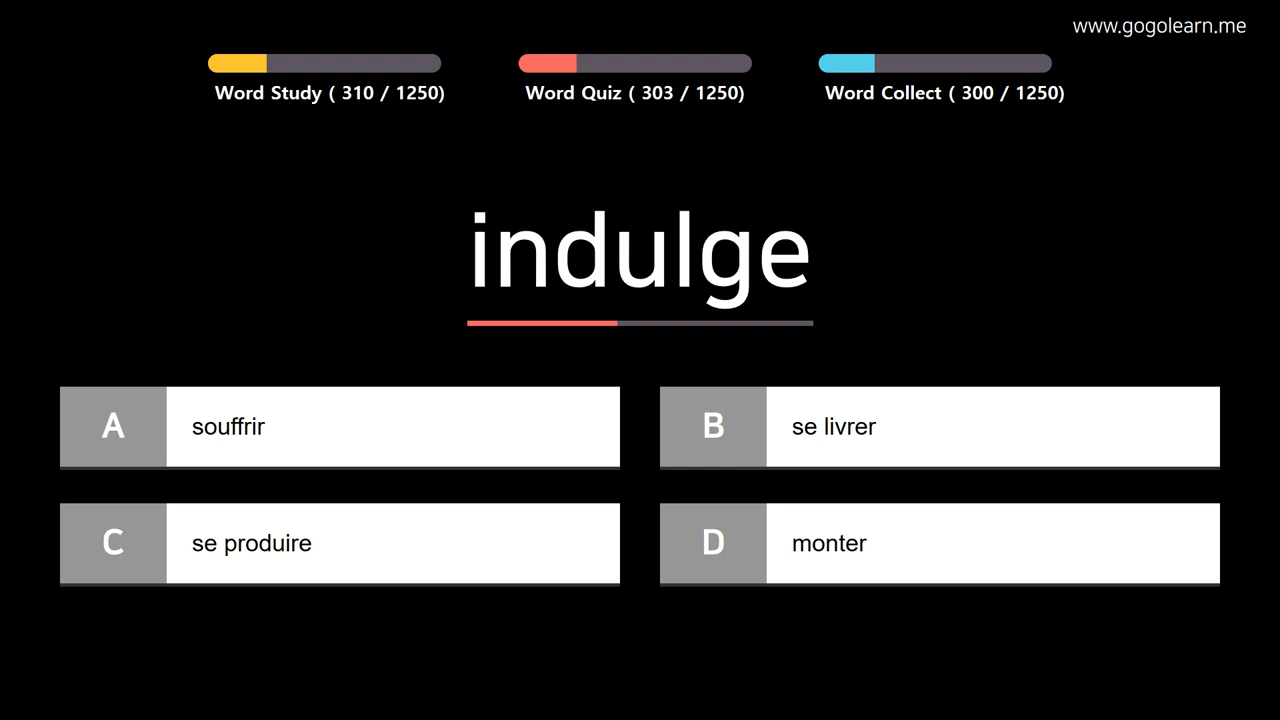 www.gogolearn.me
Word Study ( 310 / 1250)
Word Quiz ( 303 / 1250)
Word Collect ( 300 / 1250)
indulge
A souffrir
B se livrer
C se produire
D monter